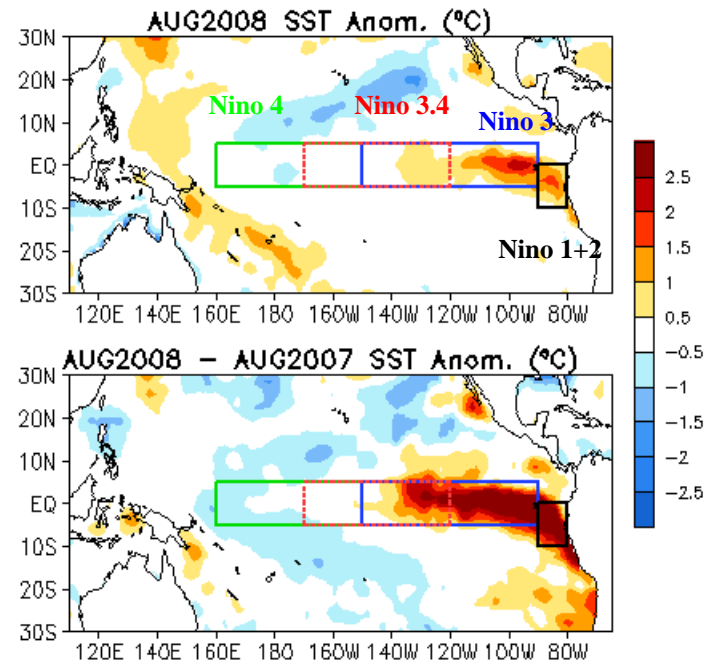 AUG2008 SST Anom. (ºC)
30N
20N
10N
EQ
10S
20S
30S
Nino 4
Nino 3.4
Nino 3
Nino 1+2
120E 140E 160E 180 160W 140W 120W 100W 80W
AUG2008 – AUG2007 SST Anom. (ºC)
30N
20N
10N
EQ
10S
20S
30S
120E 140E 160E 180 160W 140W 120W 100W 80W
2.5
2
1.5
1
0.5
−0.5
−1
−1.5
−2
−2.5